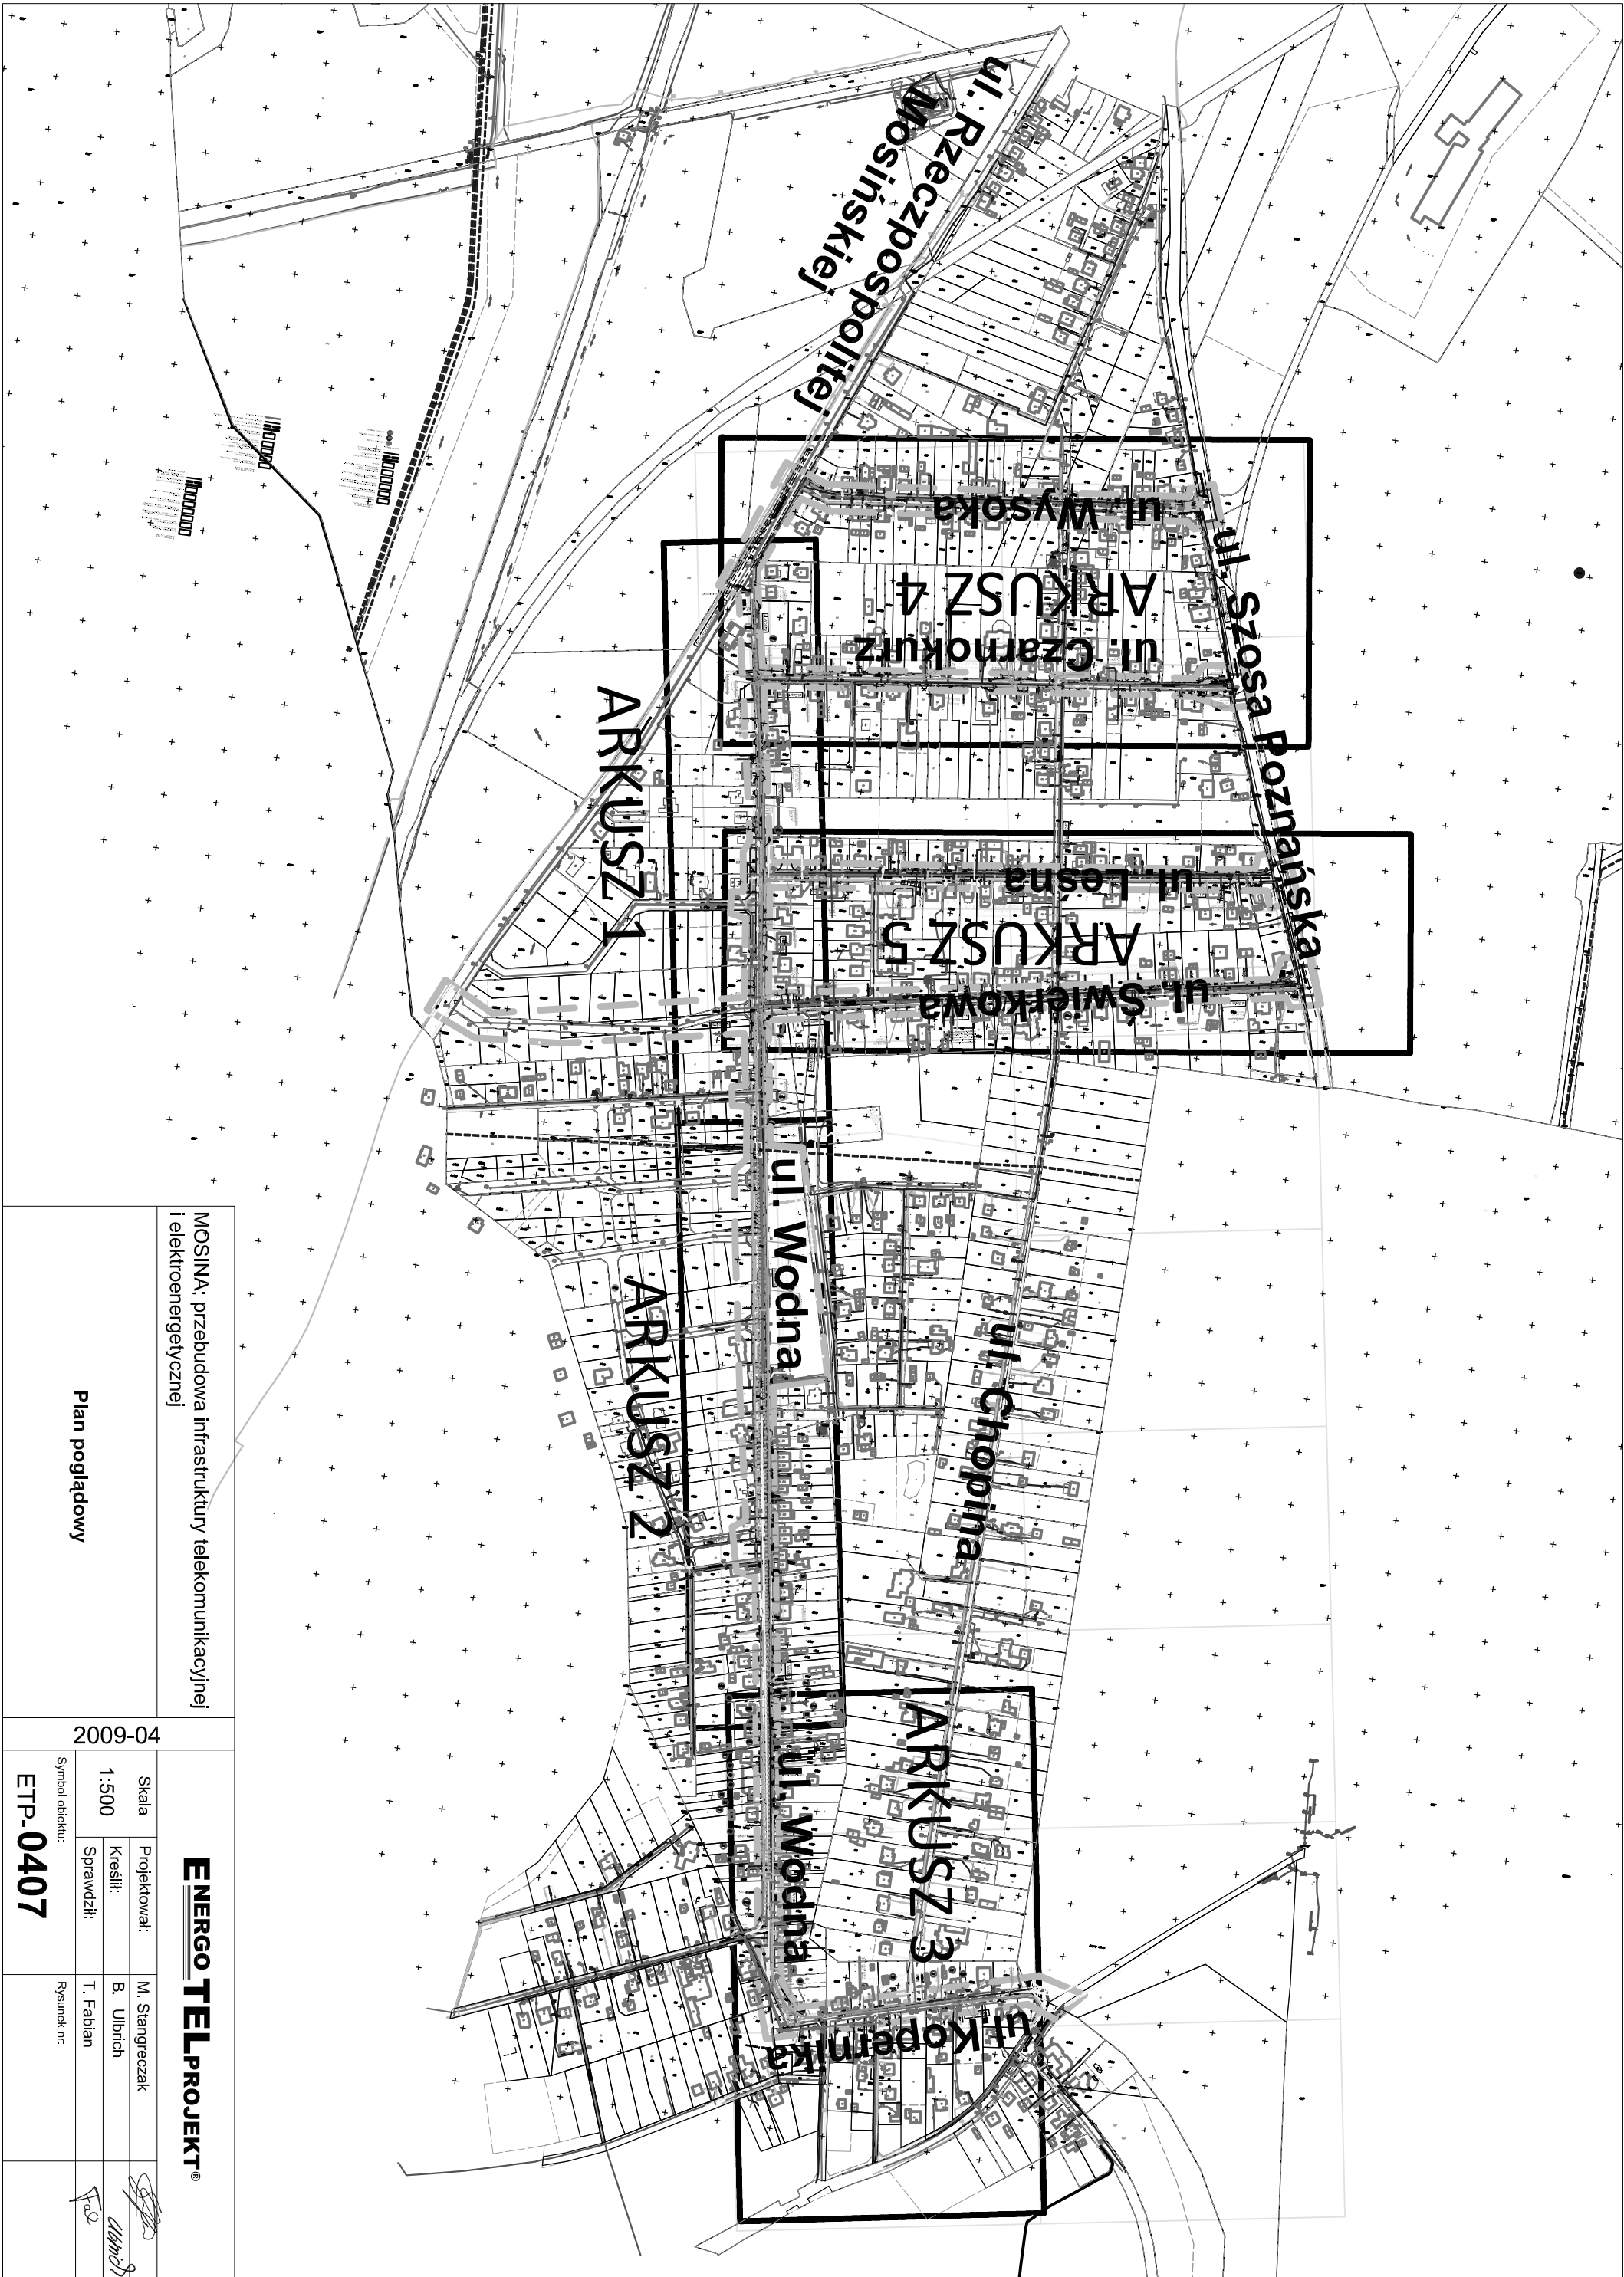 ul. Rzeczpospolitej
Mosińskiej
ul. Wysoka
ARKUSZ 4
ul. Czarnokurz
ul. Szosa Poznańska
ARKUSZ 1
ul. Leśna
ARKUSZ 5
ul. Świerkowa
ul. Wodna
ul. Chopina
ARKUSZ 2
ul. Wodna
ARKUSZ 3
ul.Kopernika
MOSINA; przebudowa infrastruktury telekomunikacyjnej
i elektroenergetycznej
Plan poglądowy
2009-04
ENERGO TELPROJEKT®
Skala
1:500
Projektował: M. Stangreczak
Kreślił: B. Ulbrich
Sprawdził: T. Fabian
Symbol obiektu:
ETP-0407
Rysunek nr: